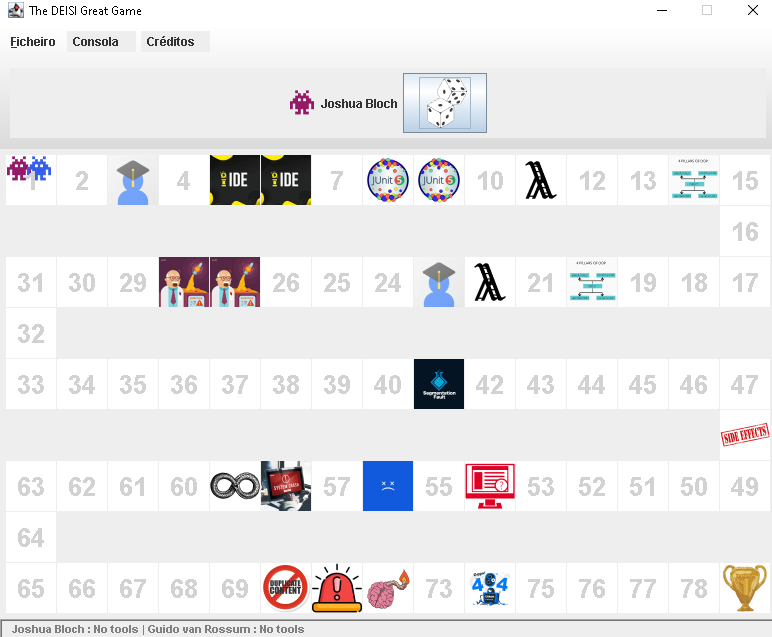 The DEISI Great Game
Ficheiro Consola Créditos
Joshua Bloch
1 2 4 IDE IDE 7 JUnit 5 JUnit 5 10 12 13 4 PILLARS OF OOP 15
16
31 30 29 26 25 24 21 4 PILLARS OF OOP 19 18 17
32
33 34 35 36 37 38 39 40 Segmentation Fault 42 43 44 45 46 47
SIDE EFFECTS
63 62 61 60 SYSTEM CRASH 57 55 ? 53 52 51 50 49
64
65 66 67 68 69 DUPLICATE CONTENT 73 404 75 76 77 78
Joshua Bloch : No tools | Guido van Rossum : No tools